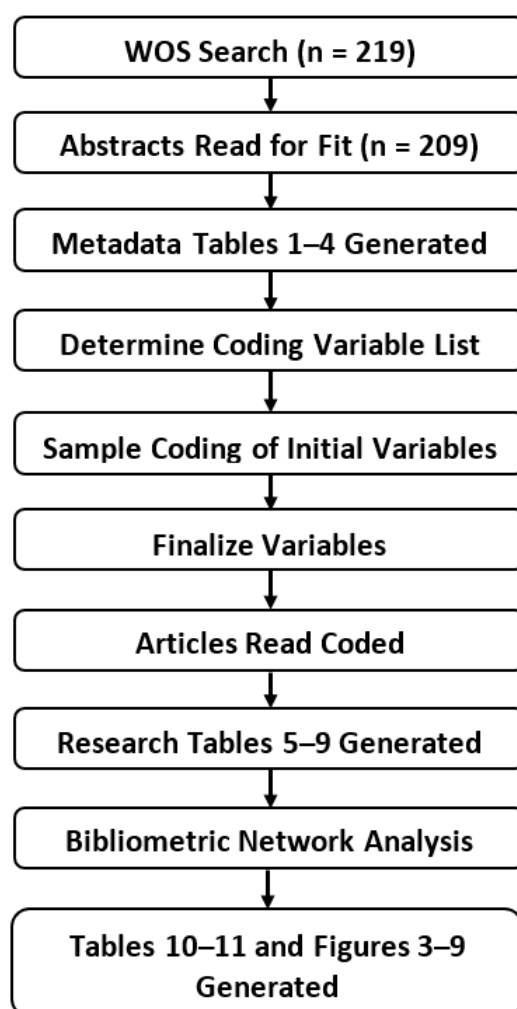 WOS Search (n = 219)
Abstracts Read for Fit (n = 209)
Metadata Tables 1–4 Generated
Determine Coding Variable List
Sample Coding of Initial Variables
Finalize Variables
Articles Read Coded
Research Tables 5–9 Generated
Bibliometric Network Analysis
Tables 10–11 and Figures 3–9
Generated